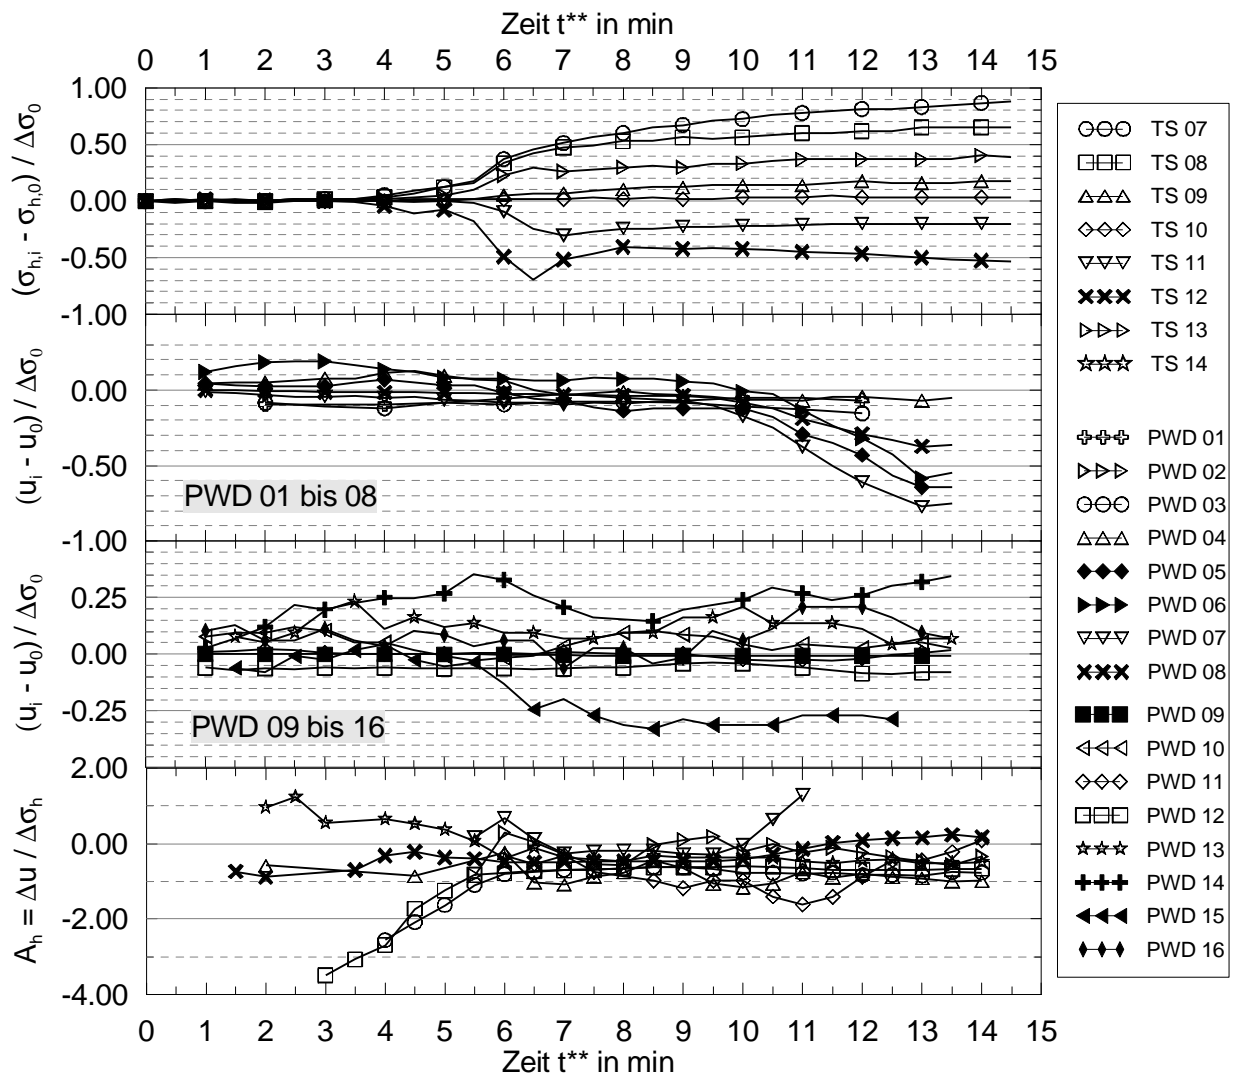 Zeit t** in min
0 1 2 3 4 5 6 7 8 9 10 11 12 13 14 15
(σh,i - σh,0) / Δσ0
1.00
0.50
0.00
-0.50
-1.00
(ui - u0) / Δσ0
0.00
-0.50
-1.00
PWD 01 bis 08
(ui - u0) / Δσ0
0.25
0.00
-0.25
PWD 09 bis 16
Ah = Δu / Δσh
2.00
0.00
-2.00
-4.00
0 1 2 3 4 5 6 7 8 9 10 11 12 13 14 15
Zeit t** in min
TS 07
TS 08
TS 09
TS 10
TS 11
TS 12
TS 13
TS 14
PWD 01
PWD 02
PWD 03
PWD 04
PWD 05
PWD 06
PWD 07
PWD 08
PWD 09
PWD 10
PWD 11
PWD 12
PWD 13
PWD 14
PWD 15
PWD 16